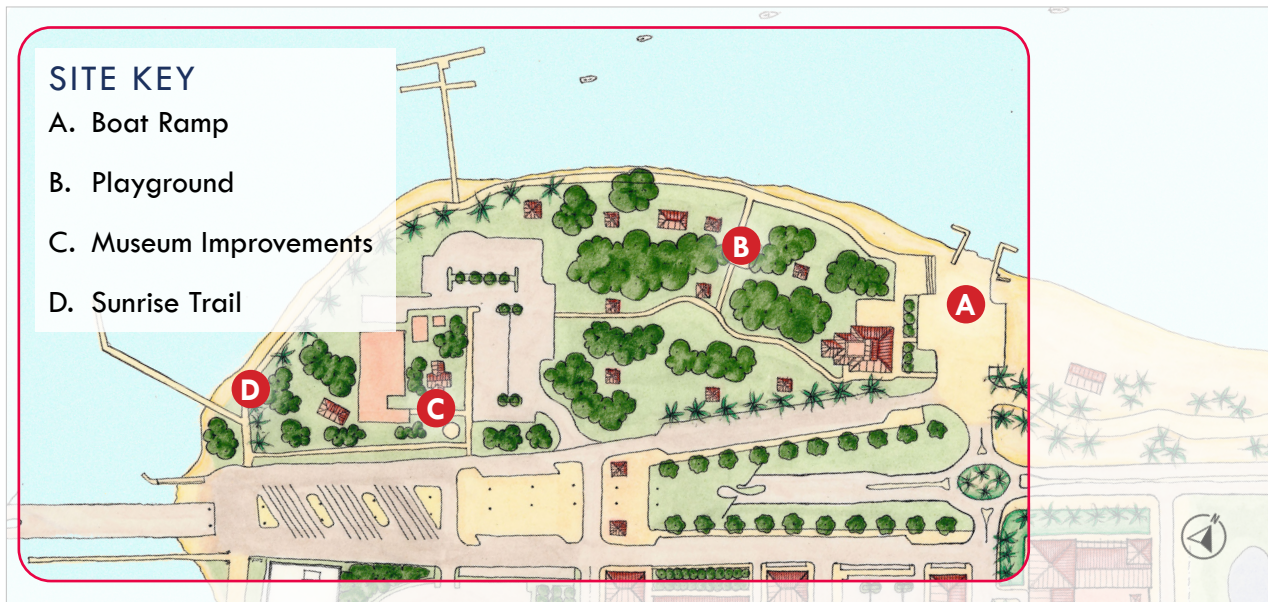 SITE KEY
A. Boat Ramp
B. Playground
C. Museum Improvements
D. Sunrise Trail
B
A
D
C
N